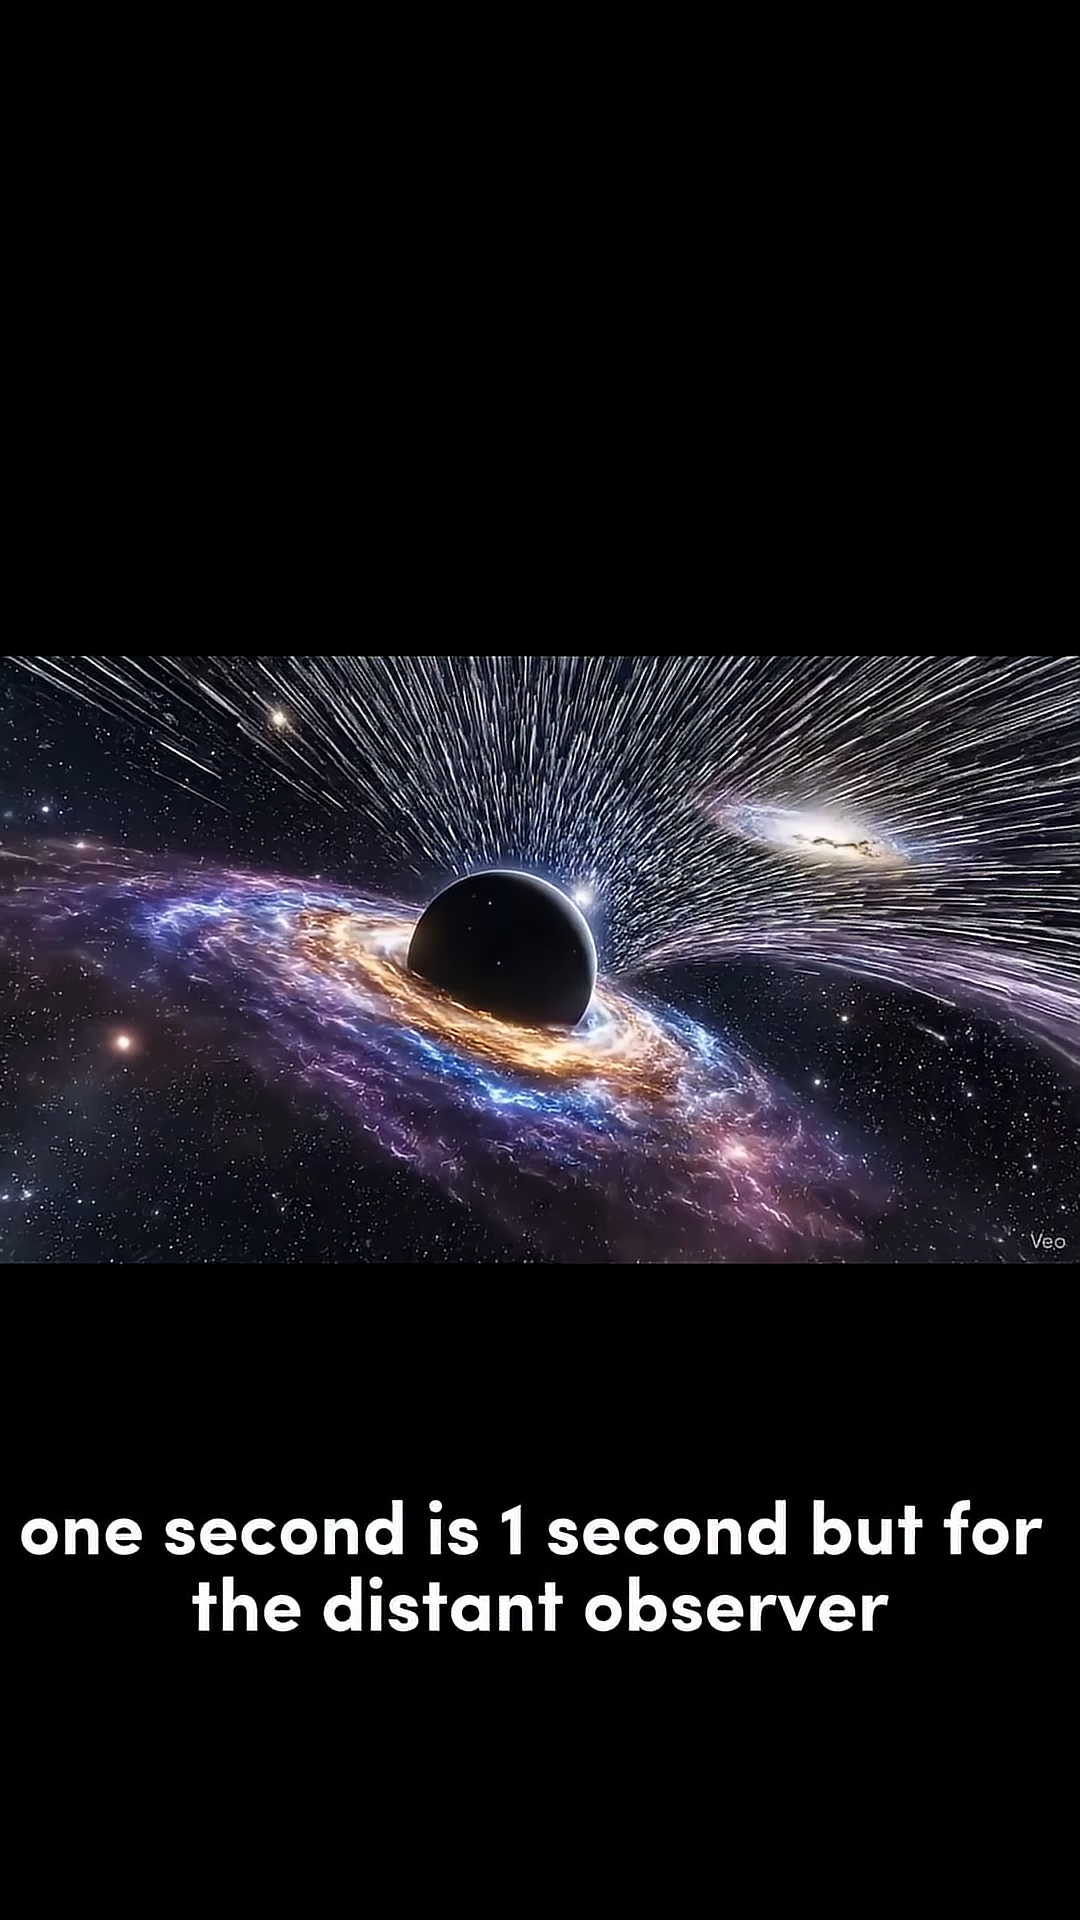 Veo
one second is 1 second but for
the distant observer